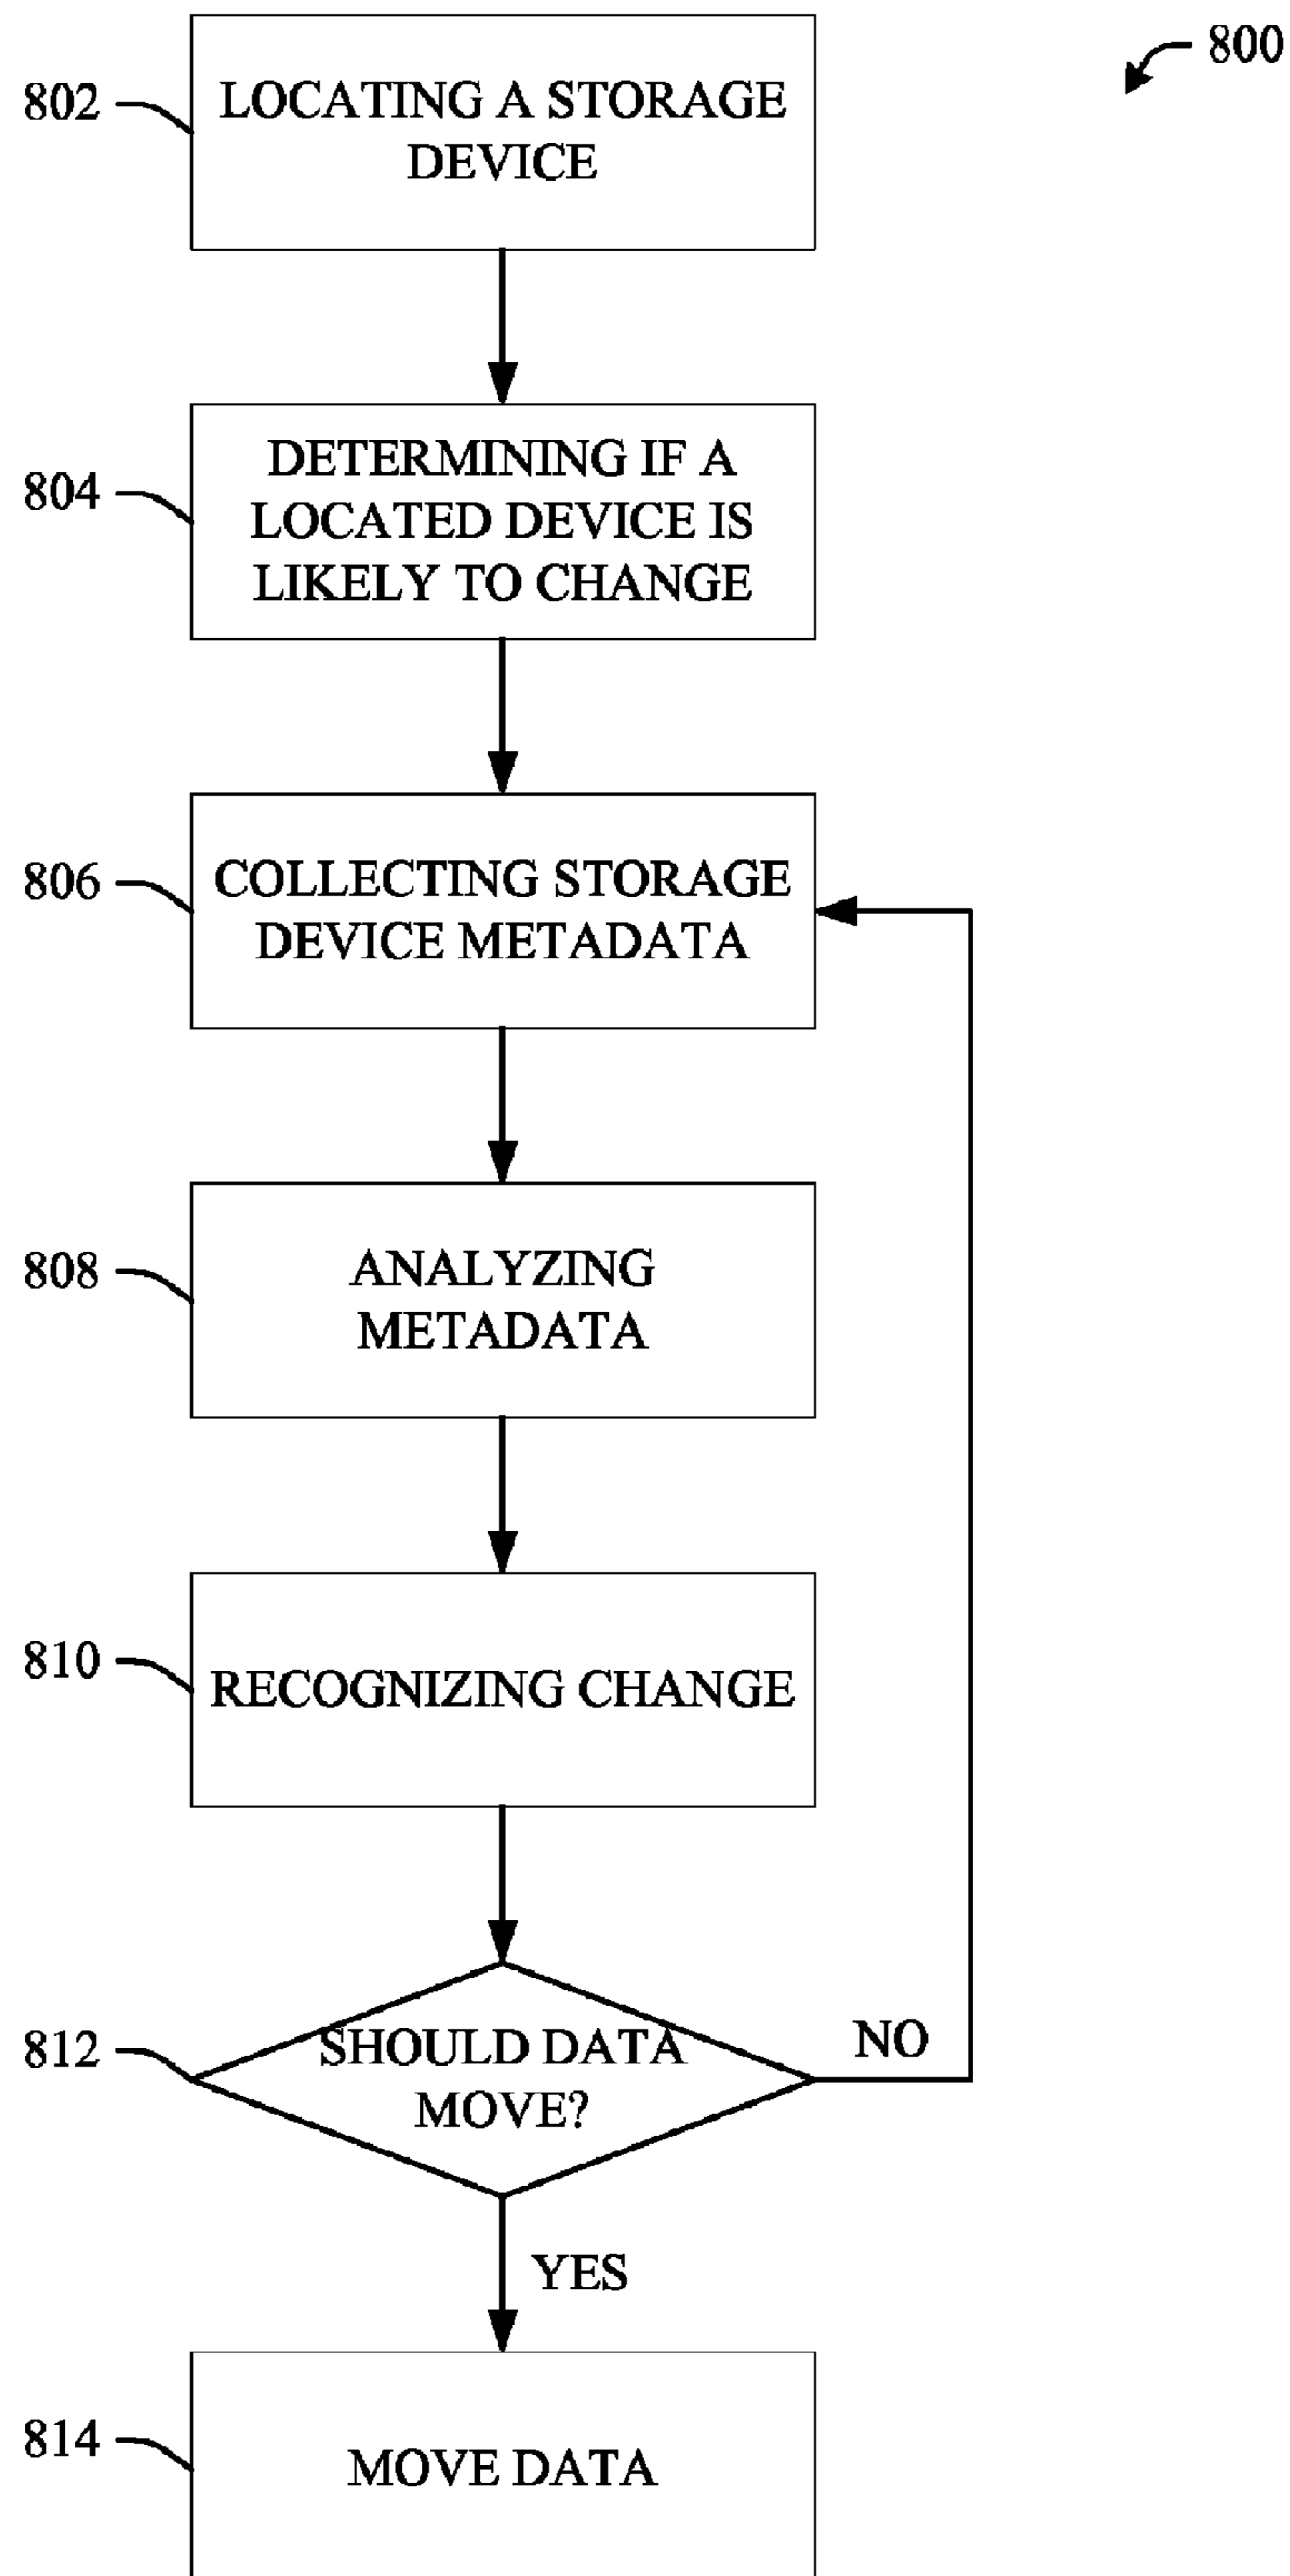 800
802
LOCATING A STORAGE
DEVICE
804
DETERMINING IF A
LOCATED DEVICE IS
LIKELY TO CHANGE
806
COLLECTING STORAGE
DEVICE METADATA
808
ANALYZING
METADATA
810
RECOGNIZING CHANGE
812
SHOULD DATA
MOVE?
NO
YES
814
MOVE DATA